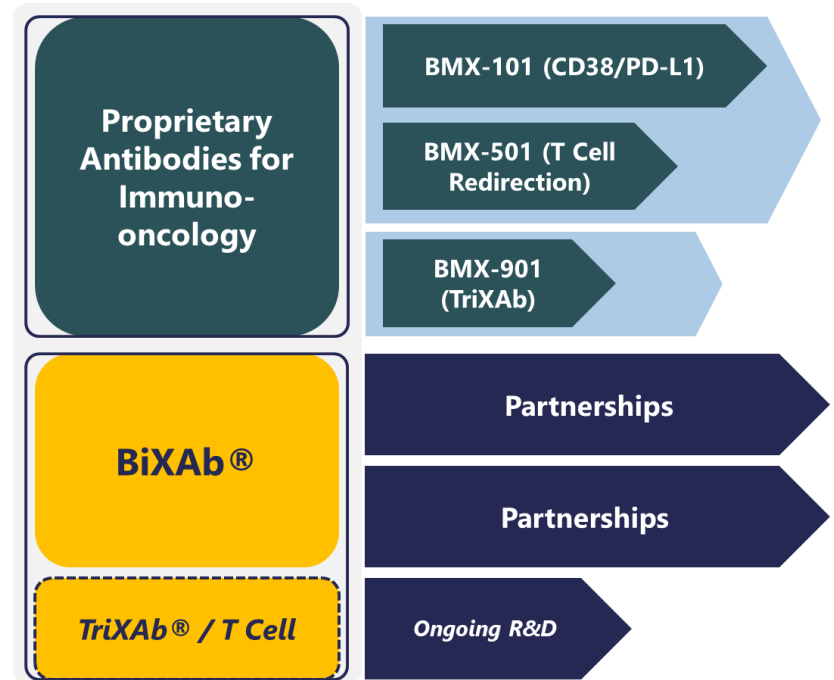 Proprietary
Antibodies for
Immuno-
oncology
BMX-101 (CD38/PD-L1)
BMX-501 (T Cell
Redirection)
BMX-901
(TriXAb)
BiXAb®
Partnerships
Partnerships
TriXAb® / T Cell
Ongoing R&D